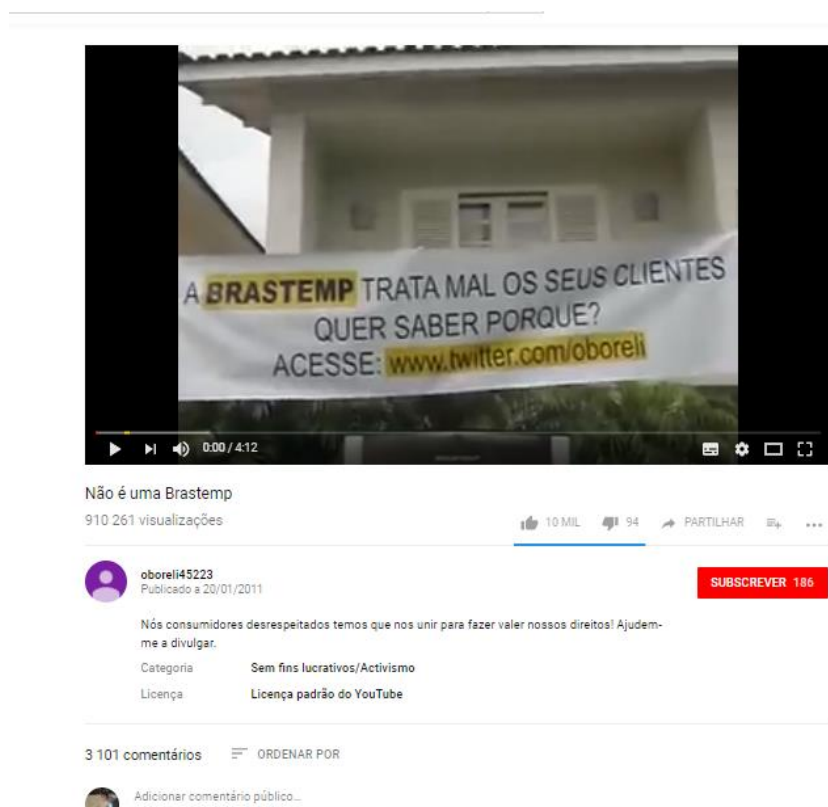 A BRASTEMP TRATA MAL OS SEUS CLIENTES
QUER SABER PORQUE?
ACESSE: www.twitter.com/oboreli
0:00 / 4:12
Não é uma Brastemp
910 261 visualizações
10 MIL
94
PARTILHAR
oboreli45223
Publicado a 20/01/2011
SUBSCREVER 186
Nós consumidores desrespeitados temos que nos unir para fazer valer nossos direitos! Ajudem-
me a divulgar.
Categoria Sem fins lucrativos/Activismo
Licença Licença padrão do YouTube
3 101 comentários ORDENAR POR
Adicionar comentário público...